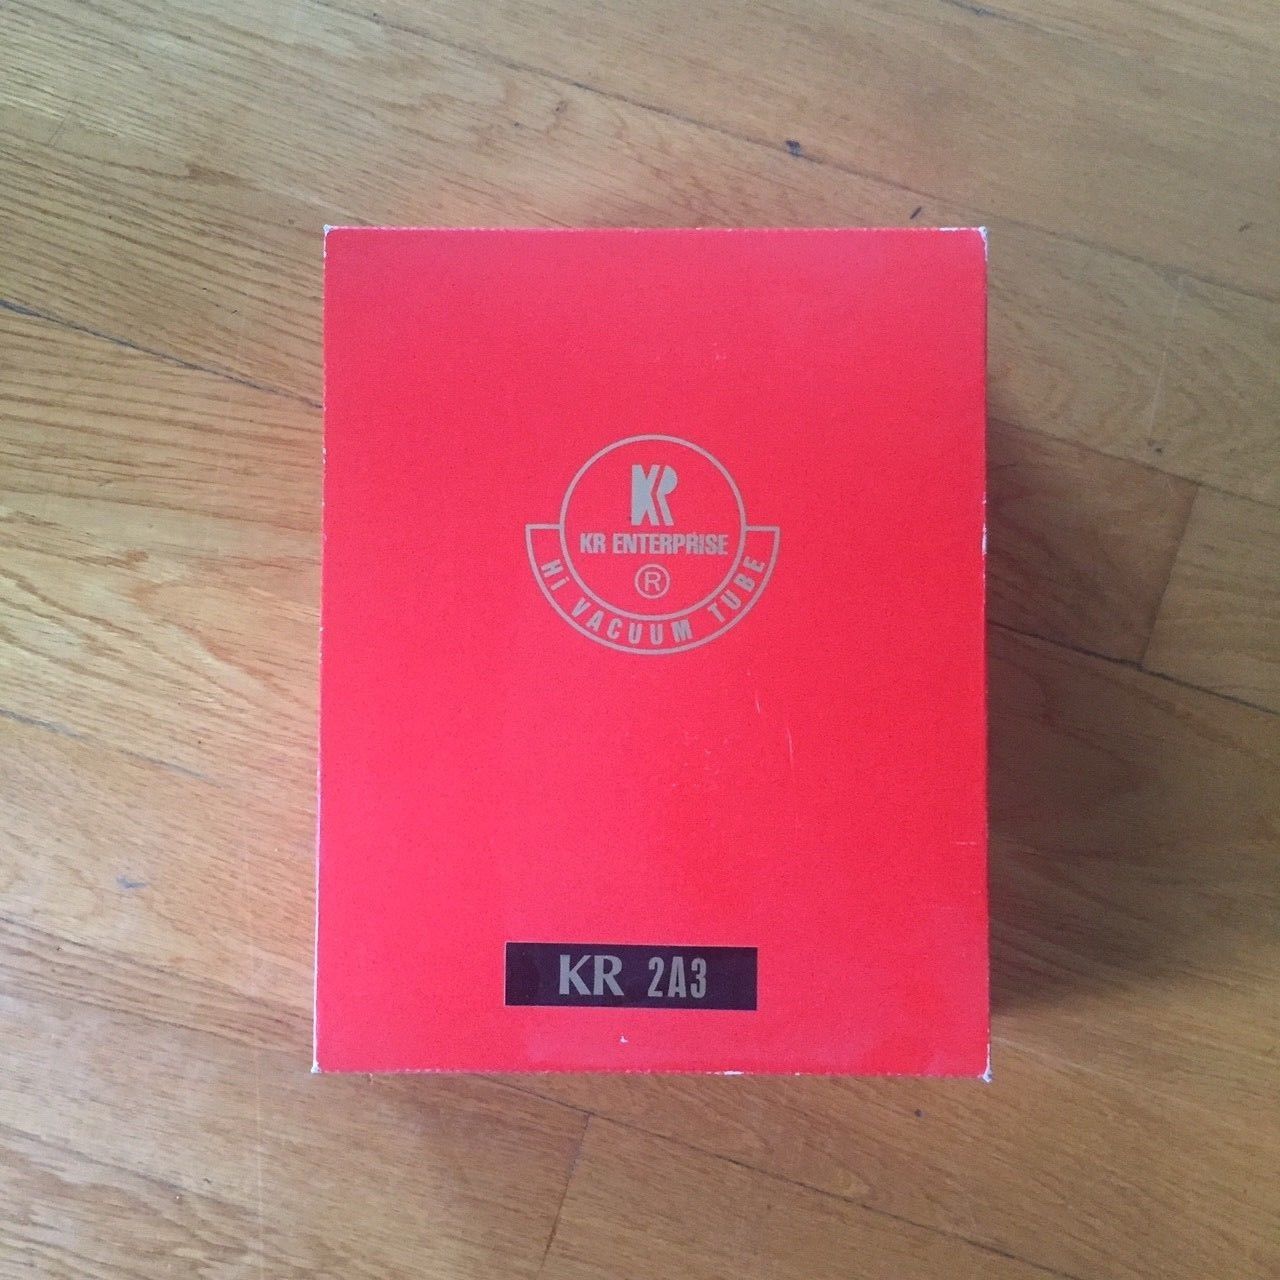 KR
KR ENTERPRISE
®
Hi VACUUM TUBE
KR 2A3